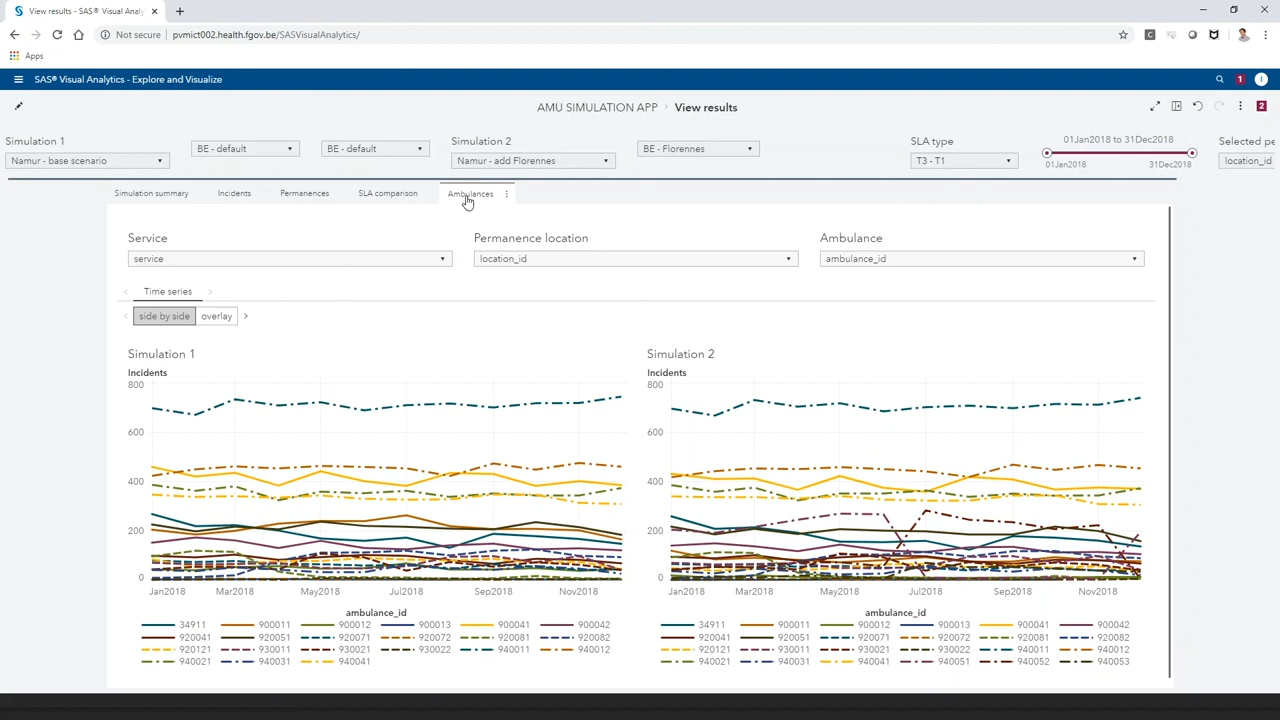 View results - SAS® Visual Analy
Not secure
pvmict002.health.fgov.be/SASVisualAnalytics/
Apps
SAS® Visual Analytics - Explore and Visualize
1
I
AMU SIMULATION APP
View results
2
Simulation 1
BE - default
BE - default
Simulation 2
BE - Florennes
SLA type
01Jan2018 to 31Dec2018
Selected pe
Namur - base scenario
Namur - add Florennes
T3 - T1
01Jan2018
31Dec2018
location_id
Simulation summary
Incidents
Permanences
SLA comparison
Ambulances
Service
Permanence location
Ambulance
service
location_id
ambulance_id
Time series
side by side
overlay
Simulation 1
Incidents
800
600
400
200
0
Jan2018 Mar2018 May2018 Jul2018 Sep2018 Nov2018
ambulance_id
34911 900011 900012 900013 900041 900042
920041 920051 920071 920072 920081 920082
920121 930011 930021 930022 940011 940012
940021 940031 940041
Simulation 2
Incidents
800
600
400
200
0
Jan2018 Mar2018 May2018 Jul2018 Sep2018 Nov2018
ambulance_id
34911 900011 900012 900013 900041 900042
920041 920051 920071 920072 920081 920082
920121 930011 930021 930022 940011 940012
940021 940031 940041 940051 940052 940053